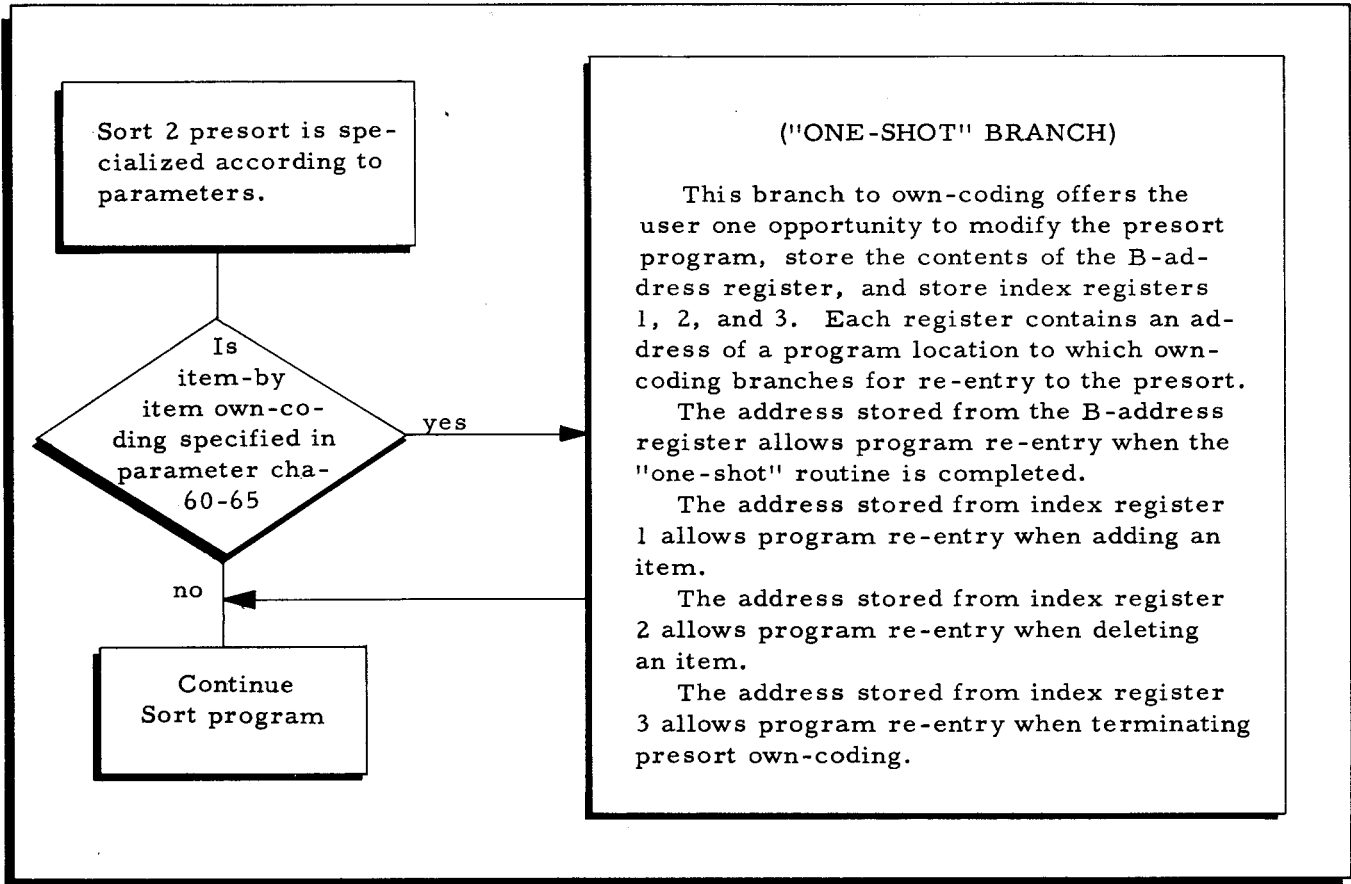 Sort 2 presort is spe-
cialized according to
parameters.
Is
item-by
item own-co-
ding specified in
parameter cha-
60-65
yes
no
Continue
Sort program
("ONE-SHOT" BRANCH)
This branch to own-coding offers the
user one opportunity to modify the presort
program, store the contents of the B-ad-
dress register, and store index registers
1, 2, and 3. Each register contains an ad-
dress of a program location to which own-
coding branches for re-entry to the presort.
The address stored from the B-address
register allows program re-entry when the
"one-shot" routine is completed.
The address stored from index register
1 allows program re-entry when adding an
item.
The address stored from index register
2 allows program re-entry when deleting
an item.
The address stored from index register
3 allows program re-entry when terminating
presort own-coding.